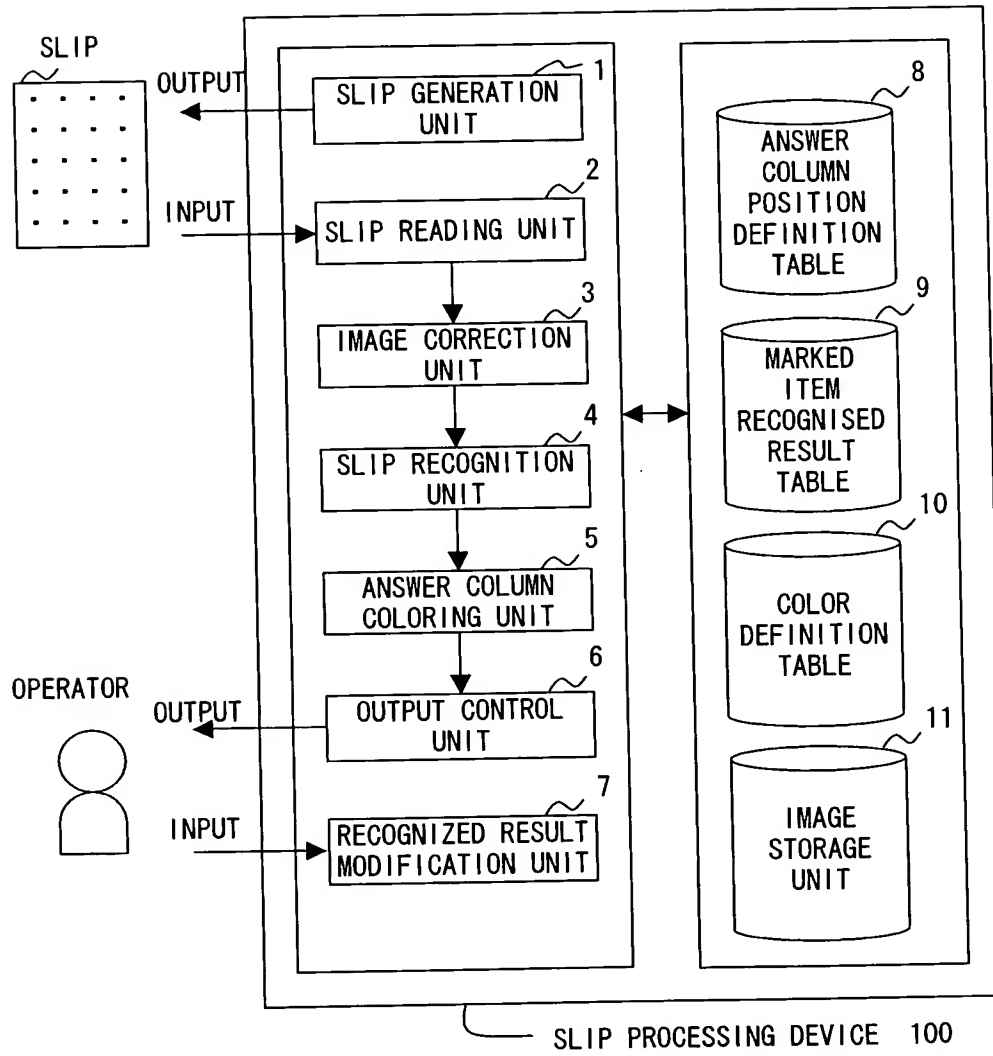 SLIP
OUTPUT
INPUT
1
SLIP GENERATION
UNIT
2
SLIP READING UNIT
3
IMAGE CORRECTION
UNIT
4
SLIP RECOGNITION
UNIT
5
ANSWER COLUMN
COLORING UNIT
6
OUTPUT CONTROL
UNIT
7
RECOGNIZED RESULT
MODIFICATION UNIT
OPERATOR
OUTPUT
INPUT
8
ANSWER
COLUMN
POSITION
DEFINITION
TABLE
9
MARKED
ITEM
RECOGNISED
RESULT
TABLE
10
COLOR
DEFINITION
TABLE
11
IMAGE
STORAGE
UNIT
SLIP PROCESSING DEVICE 100